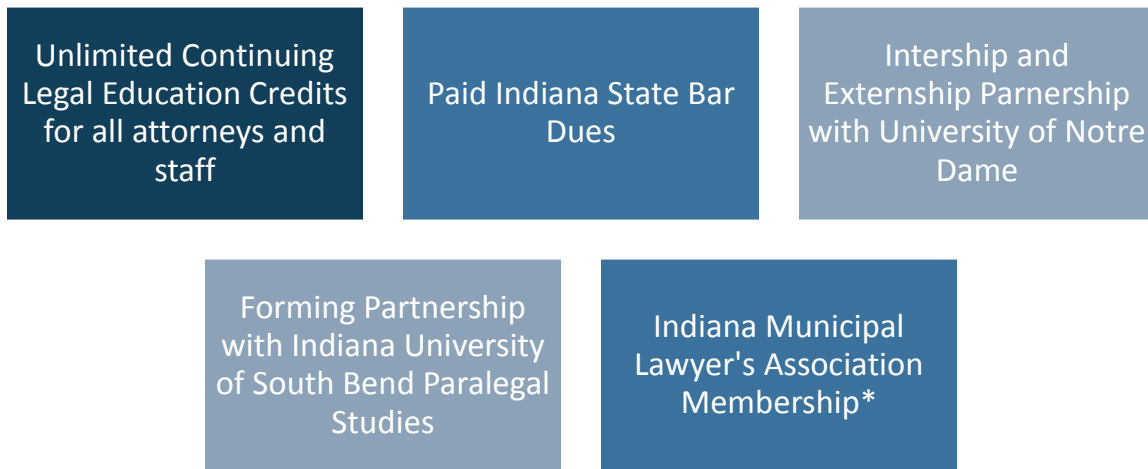 Unlimited Continuing
Legal Education Credits
for all attorneys and
staff
Paid Indiana State Bar
Dues
Intership and
Externship Parnership
with University of Notre
Dame
Forming Partnership
with Indiana University
of South Bend Paralegal
Studies
Indiana Municipal
Lawyer's Association
Membership*